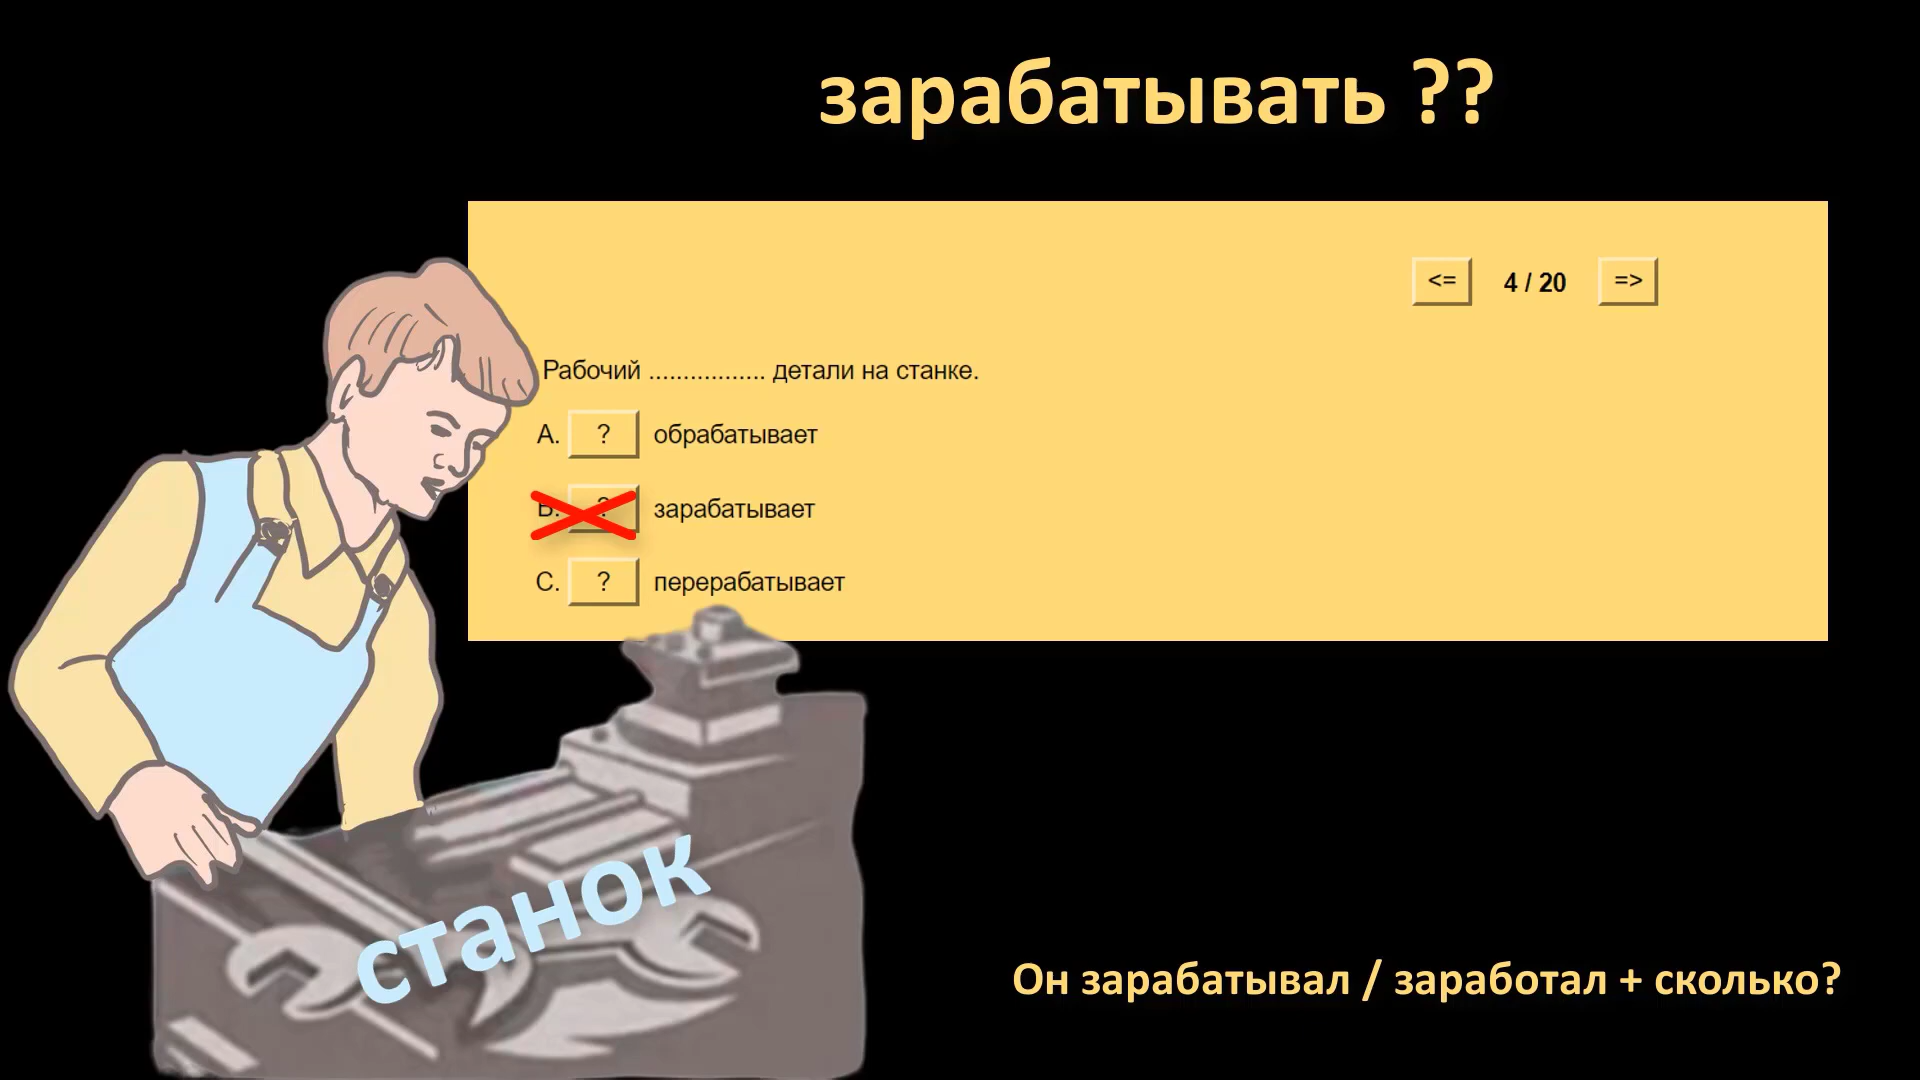 зарабатывать ??
<= 4 / 20 =>
Рабочий ................. детали на станке.
A. ? обрабатывает
B. ? зарабатывает
C. ? перерабатывает
станок
Он зарабатывал / заработал + сколько?